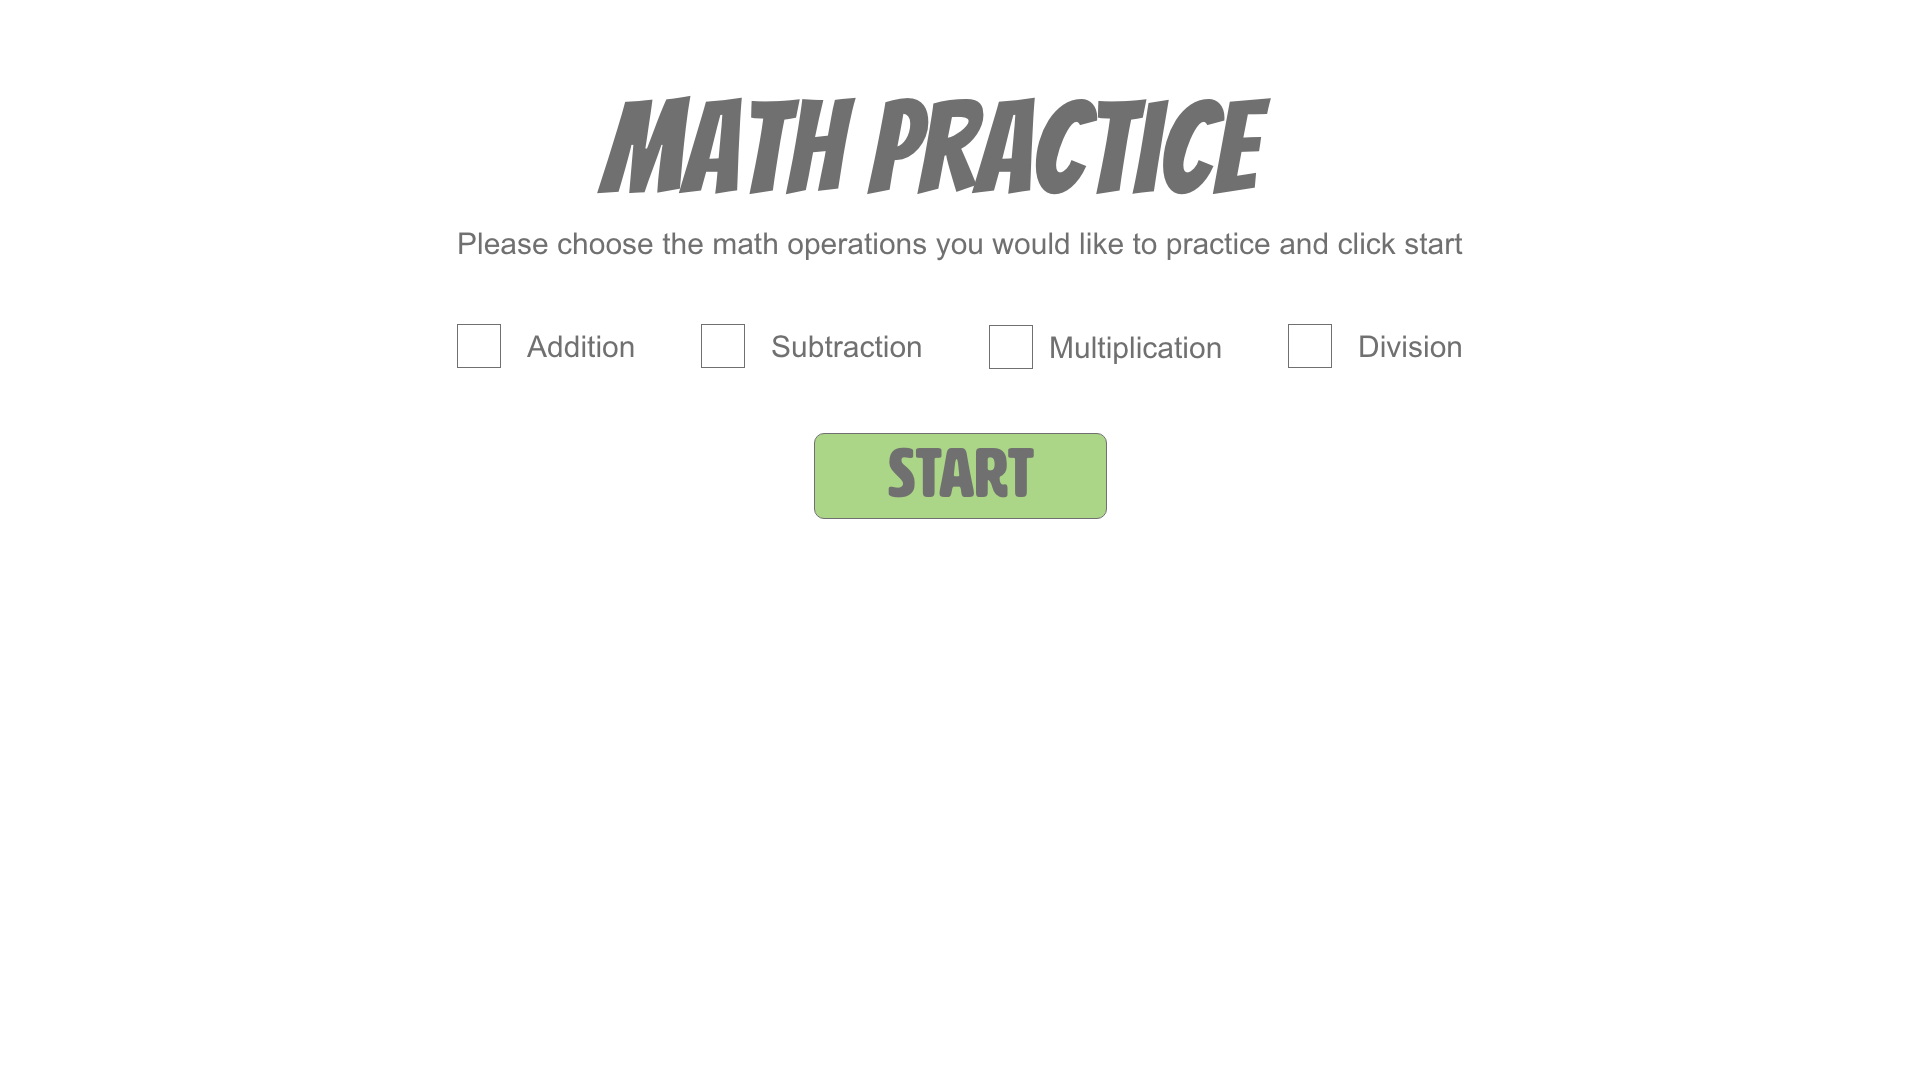 MATH PRACTICE
Please choose the math operations you would like to practice and click start
Addition Subtraction Multiplication Division
START